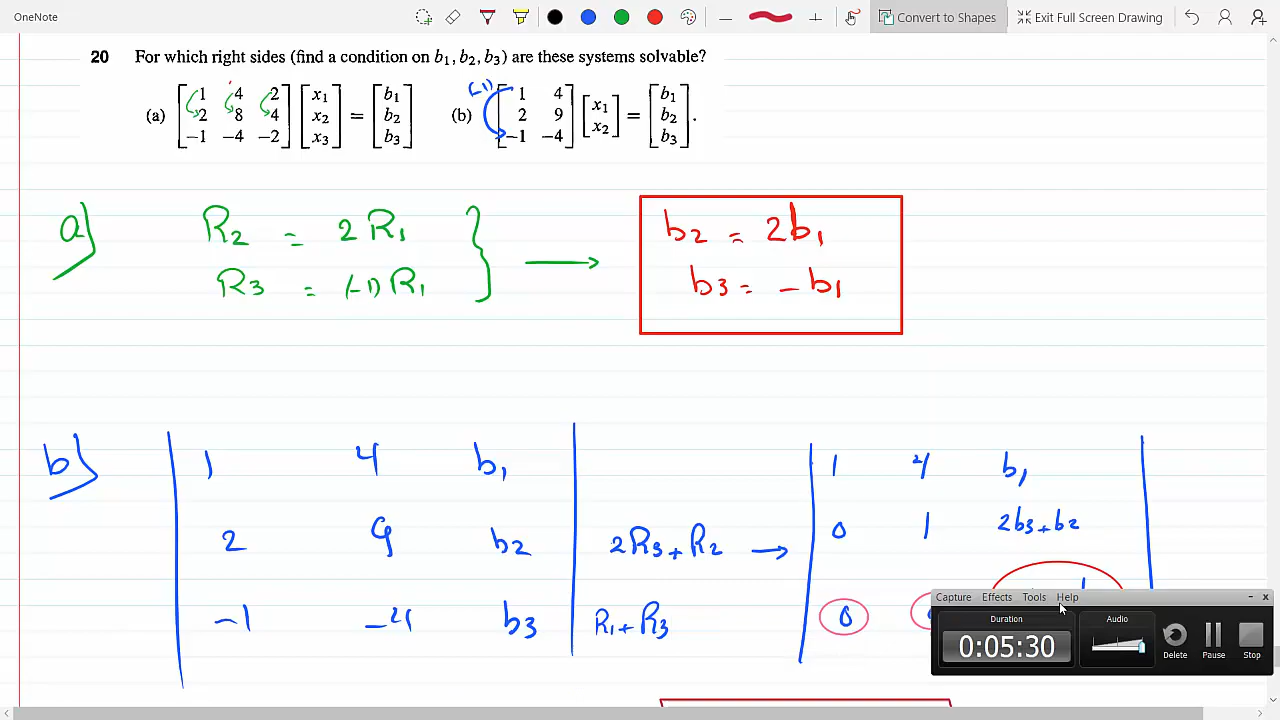 OneNote
Convert to Shapes
Exit Full Screen Drawing
20 For which right sides (find a condition on b1, b2, b3) are these systems solvable?
(a) [1 4 2] [x1] = [b1] (b) [1 4] [x1] = [b1]
[2 8 4] [x2] [b2] [2 9] [x2] [b2].
[−1 −4 −2] [x3] [b3] [−1 −4] [b3]
(-1)
a) R2 = 2R1 } → b2 = 2b1
R3 = (-1)R1 b3 = -b1
b) 1 4 b1 | 1 4 b1
2 9 b2 | 2R3+R2 → 0 1 2b3+b2
-1 -4 b3 | R1+R3 0
Capture Effects Tools Help
Duration
0:05:30
Audio
Delete
Pause
Stop